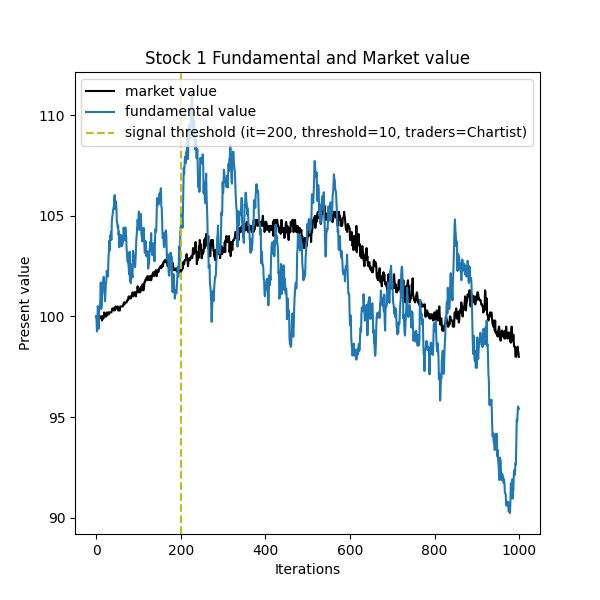 Stock 1 Fundamental and Market value
market value
fundamental value
signal threshold (it=200, threshold=10, traders=Chartist)
110
105
100
95
90
Present value
0 200 400 600 800 1000
Iterations